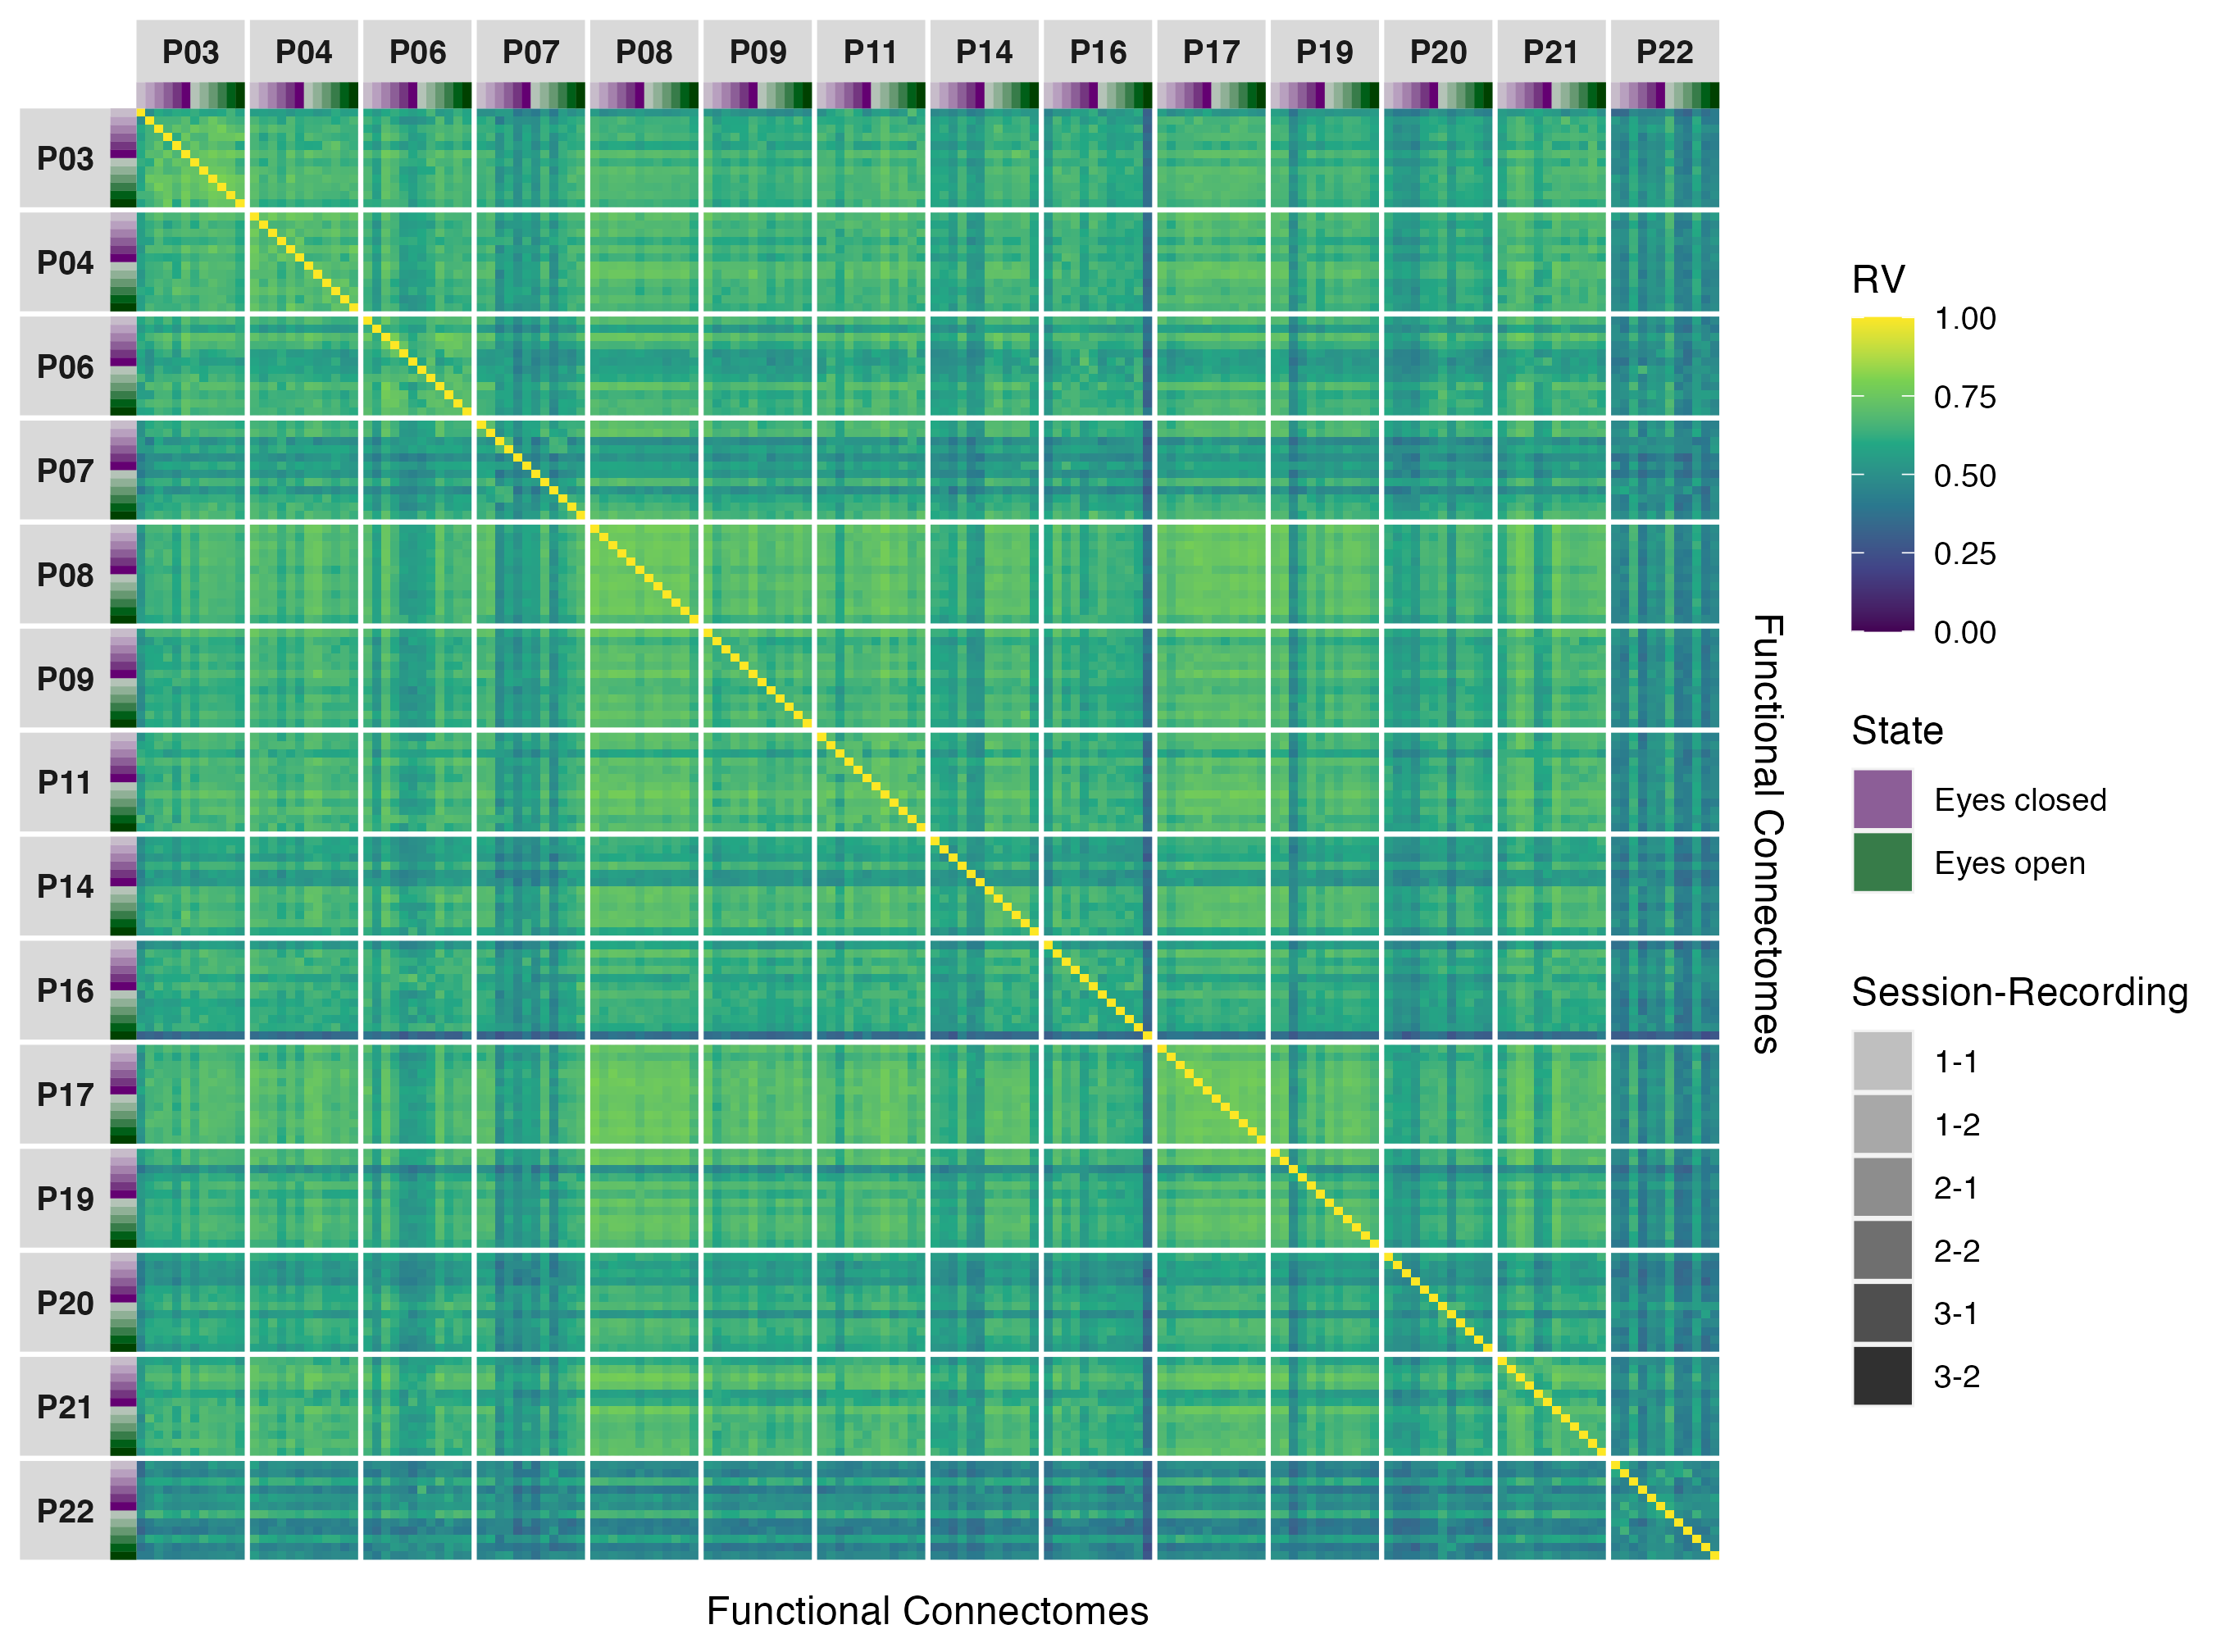 P03 P04 P06 P07 P08 P09 P11 P14 P16 P17 P19 P20 P21 P22
P03
P04
P06
P07
P08
P09
P11
P14
P16
P17
P19
P20
P21
P22
Functional Connectomes
Functional Connectomes
RV
1.00
0.75
0.50
0.25
0.00
State
Eyes closed
Eyes open
Session-Recording
1-1
1-2
2-1
2-2
3-1
3-2